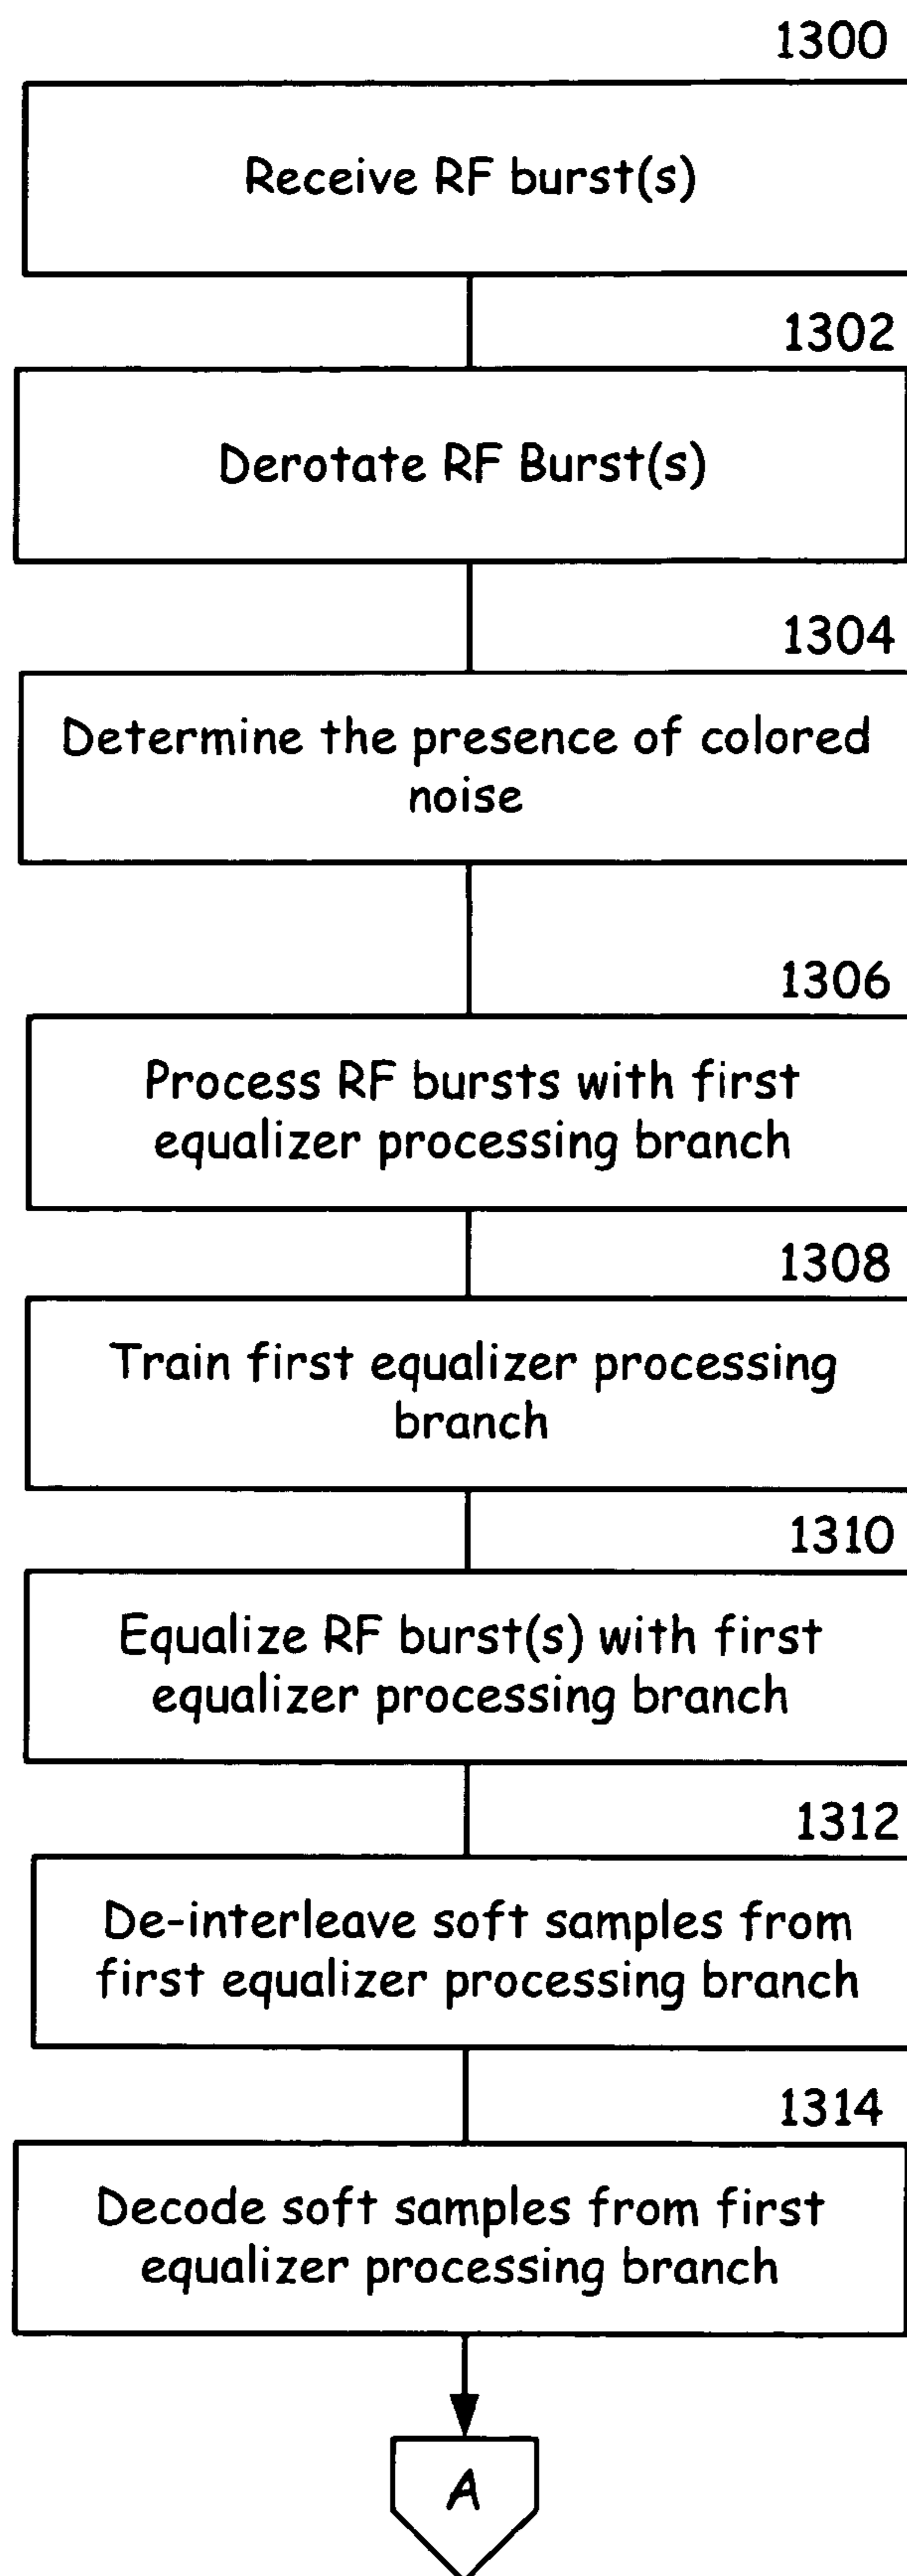 1300
Receive RF burst(s)
1302
Derotate RF Burst(s)
1304
Determine the presence of colored
noise
1306
Process RF bursts with first
equalizer processing branch
1308
Train first equalizer processing
branch
1310
Equalize RF burst(s) with first
equalizer processing branch
1312
De-interleave soft samples from
first equalizer processing branch
1314
Decode soft samples from first
equalizer processing branch
A